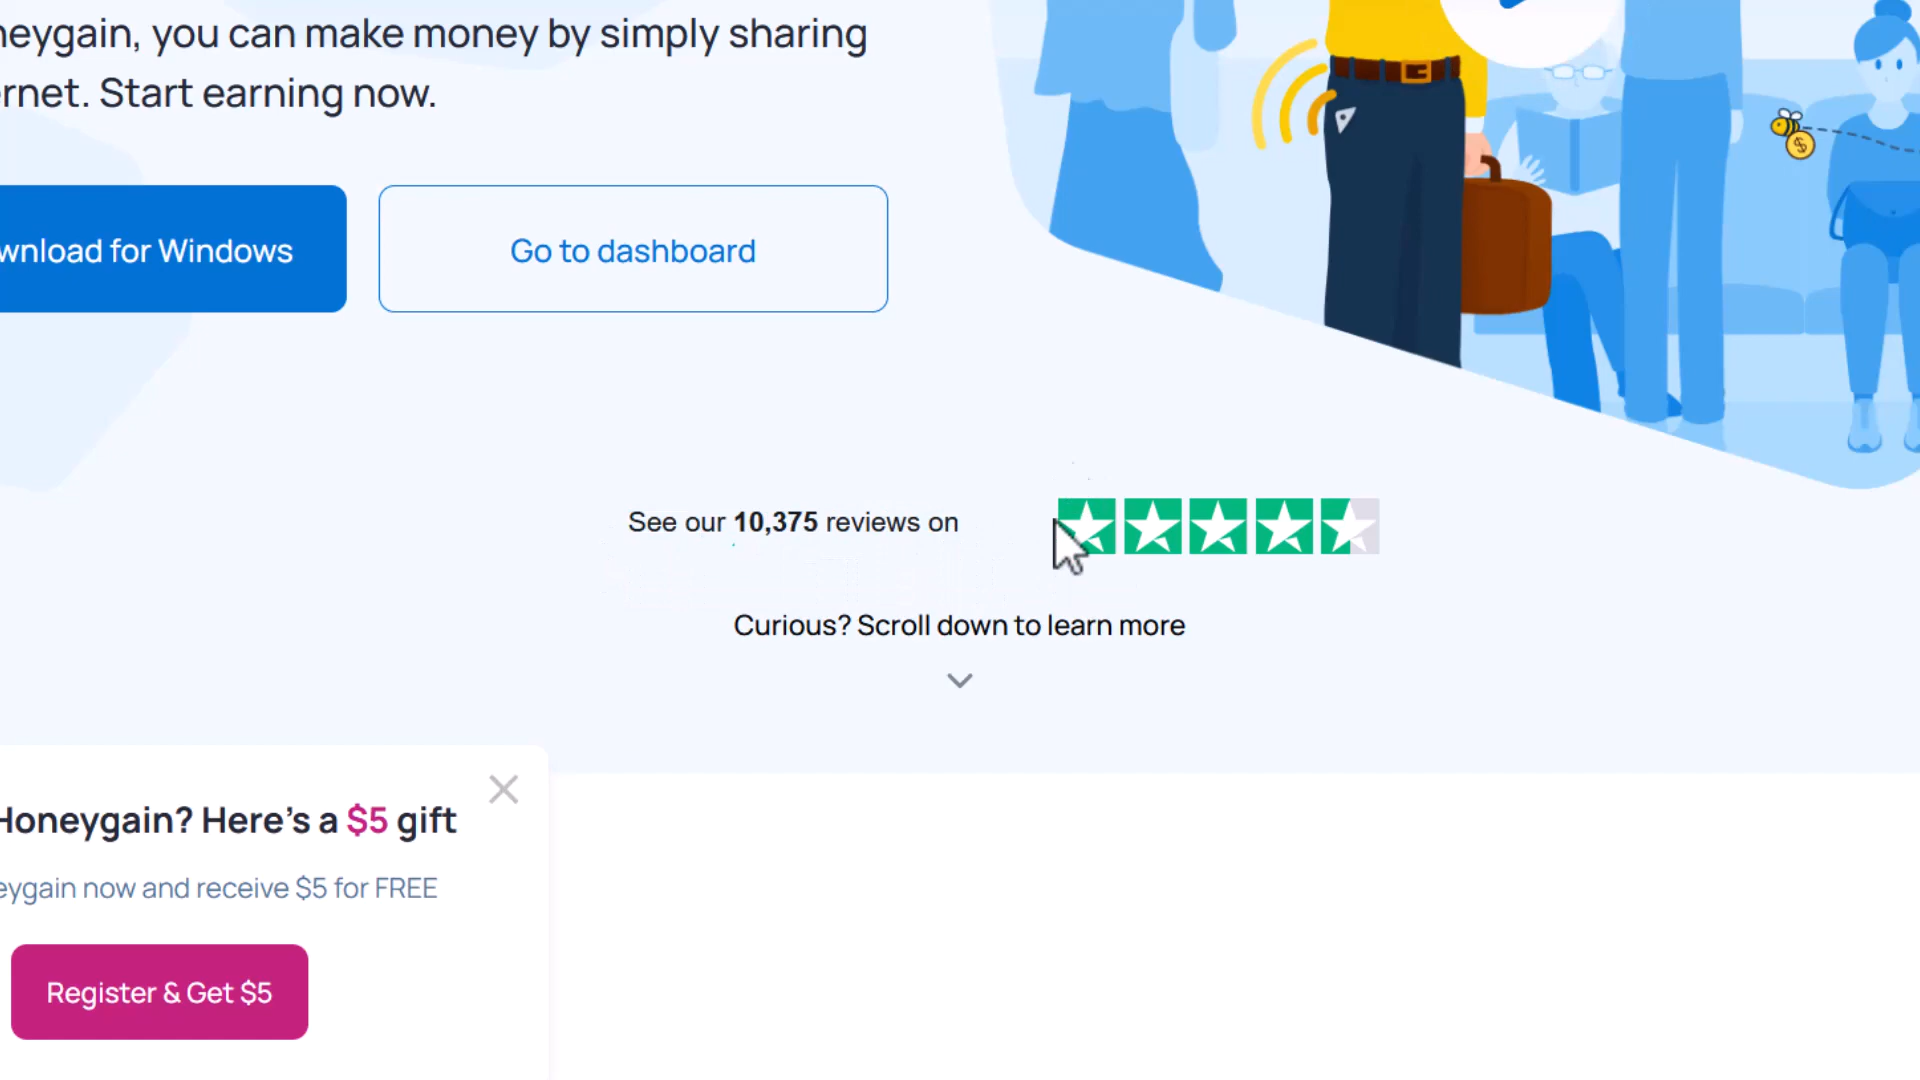 neygain, you can make money by simply sharing
rnet. Start earning now.
wnload for Windows
Go to dashboard
See our 10,375 reviews on
Curious? Scroll down to learn more
Honeygain? Here's a $5 gift
eygain now and receive $5 for FREE
Register & Get $5